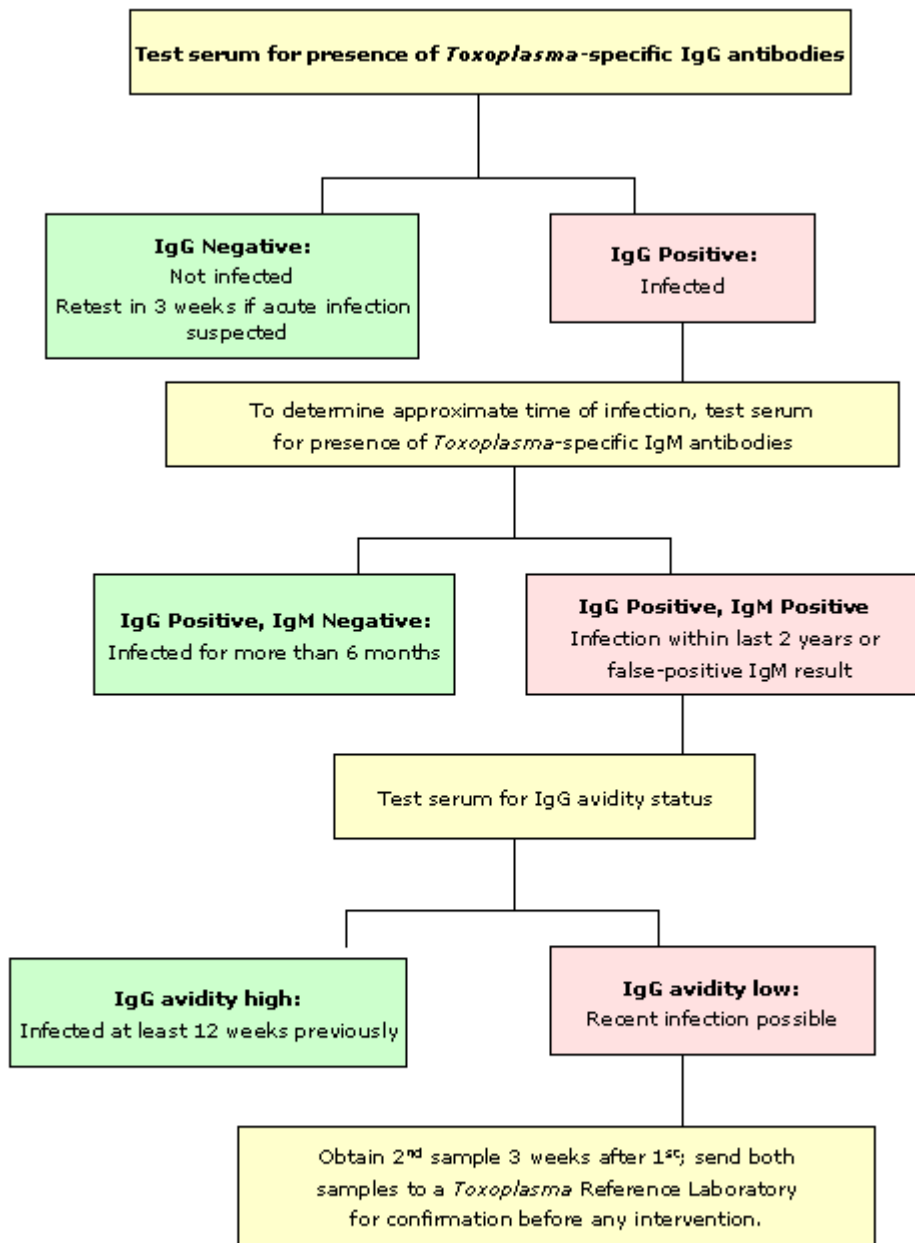 Test serum for presence of Toxoplasma-specific IgG antibodies
IgG Negative:
Not infected
Retest in 3 weeks if acute infection
suspected
IgG Positive:
Infected
To determine approximate time of infection, test serum
for presence of Toxoplasma-specific IgM antibodies
IgG Positive, IgM Negative:
Infected for more than 6 months
IgG Positive, IgM Positive
Infection within last 2 years or
false-positive IgM result
Test serum for IgG avidity status
IgG avidity high:
Infected at least 12 weeks previously
IgG avidity low:
Recent infection possible
Obtain 2nd sample 3 weeks after 1st; send both
samples to a Toxoplasma Reference Laboratory
for confirmation before any intervention.